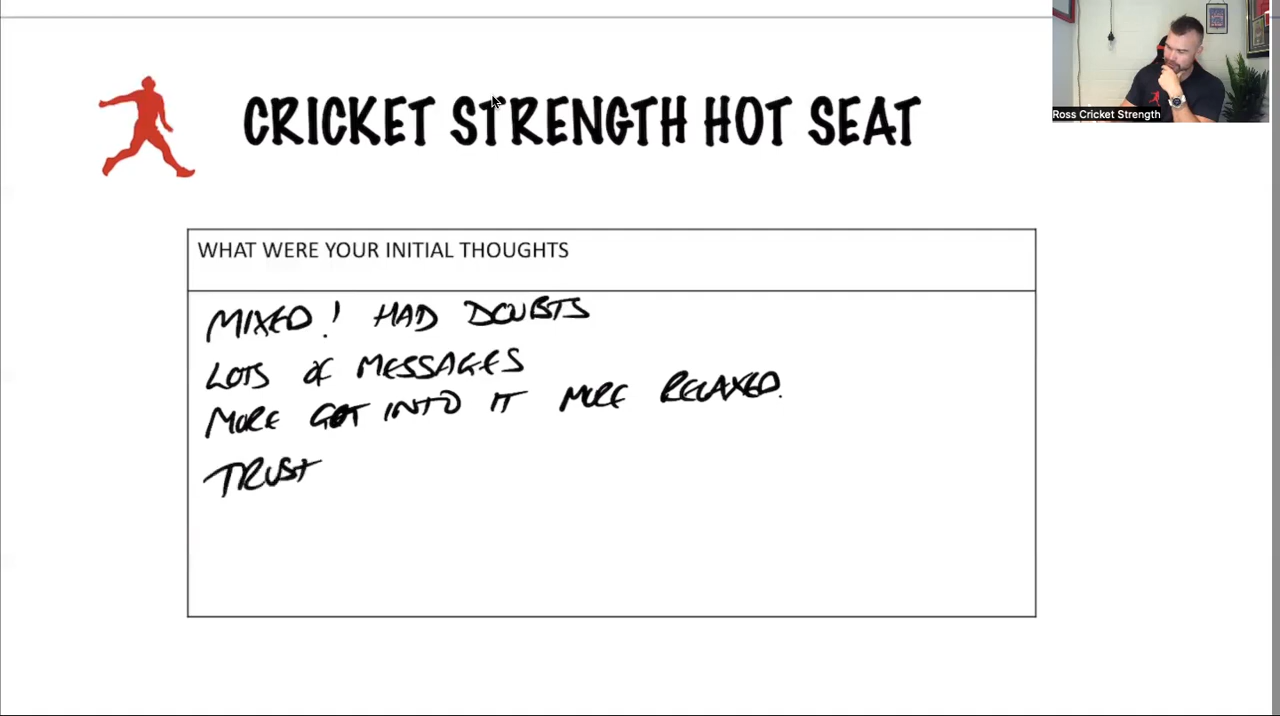 CRICKET STRENGTH HOT SEAT
Ross Cricket Strength
WHAT WERE YOUR INITIAL THOUGHTS
MIXED! HAD DOUBTS
LOTS OF MESSAGES
MORE GOT INTO IT MORE RELAXED.
TRUST